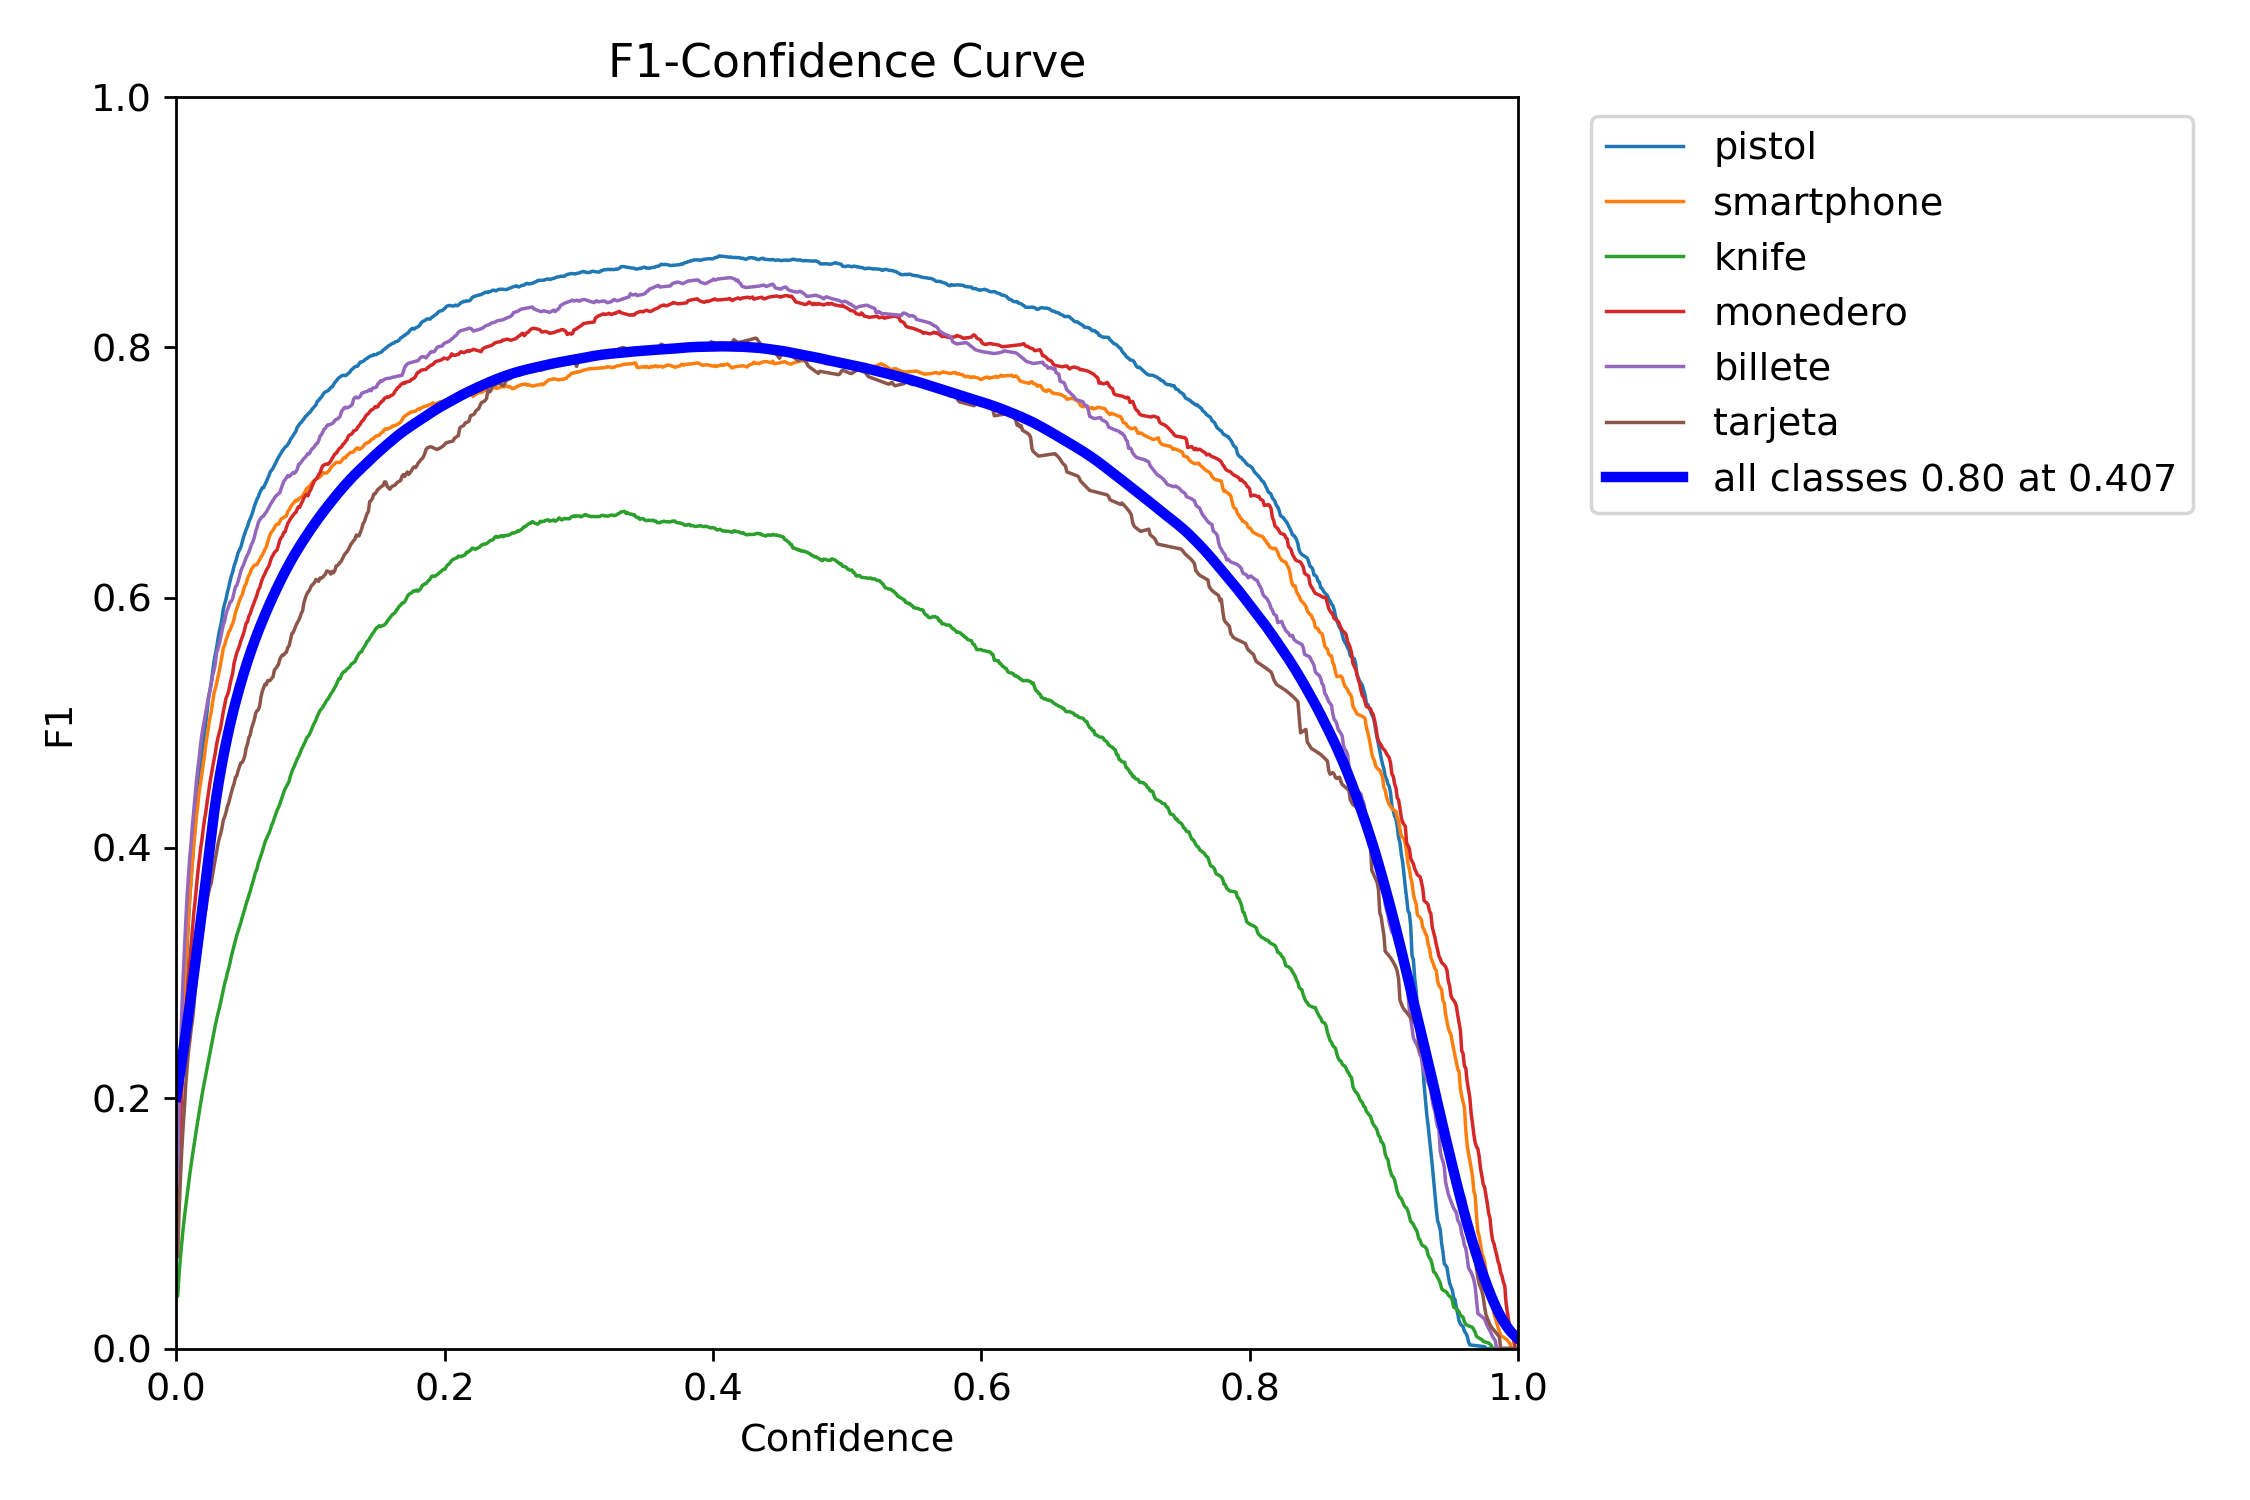 F1-Confidence Curve
1.0
0.8
0.6
0.4
0.2
0.0
F1
0.0 0.2 0.4 0.6 0.8 1.0
Confidence
pistol
smartphone
knife
monedero
billete
tarjeta
all classes 0.80 at 0.407